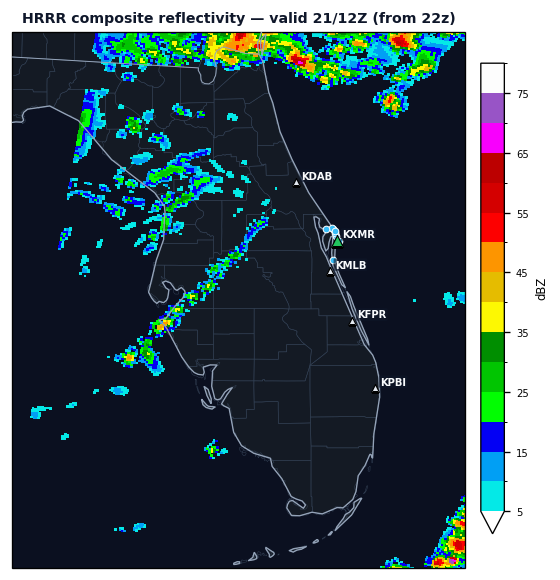 HRRR composite reflectivity — valid 21/12Z (from 22z)
KDAB
KXMR
KMLB
KFPR
KPBI
75
65
55
45
35
25
15
5
dBZ